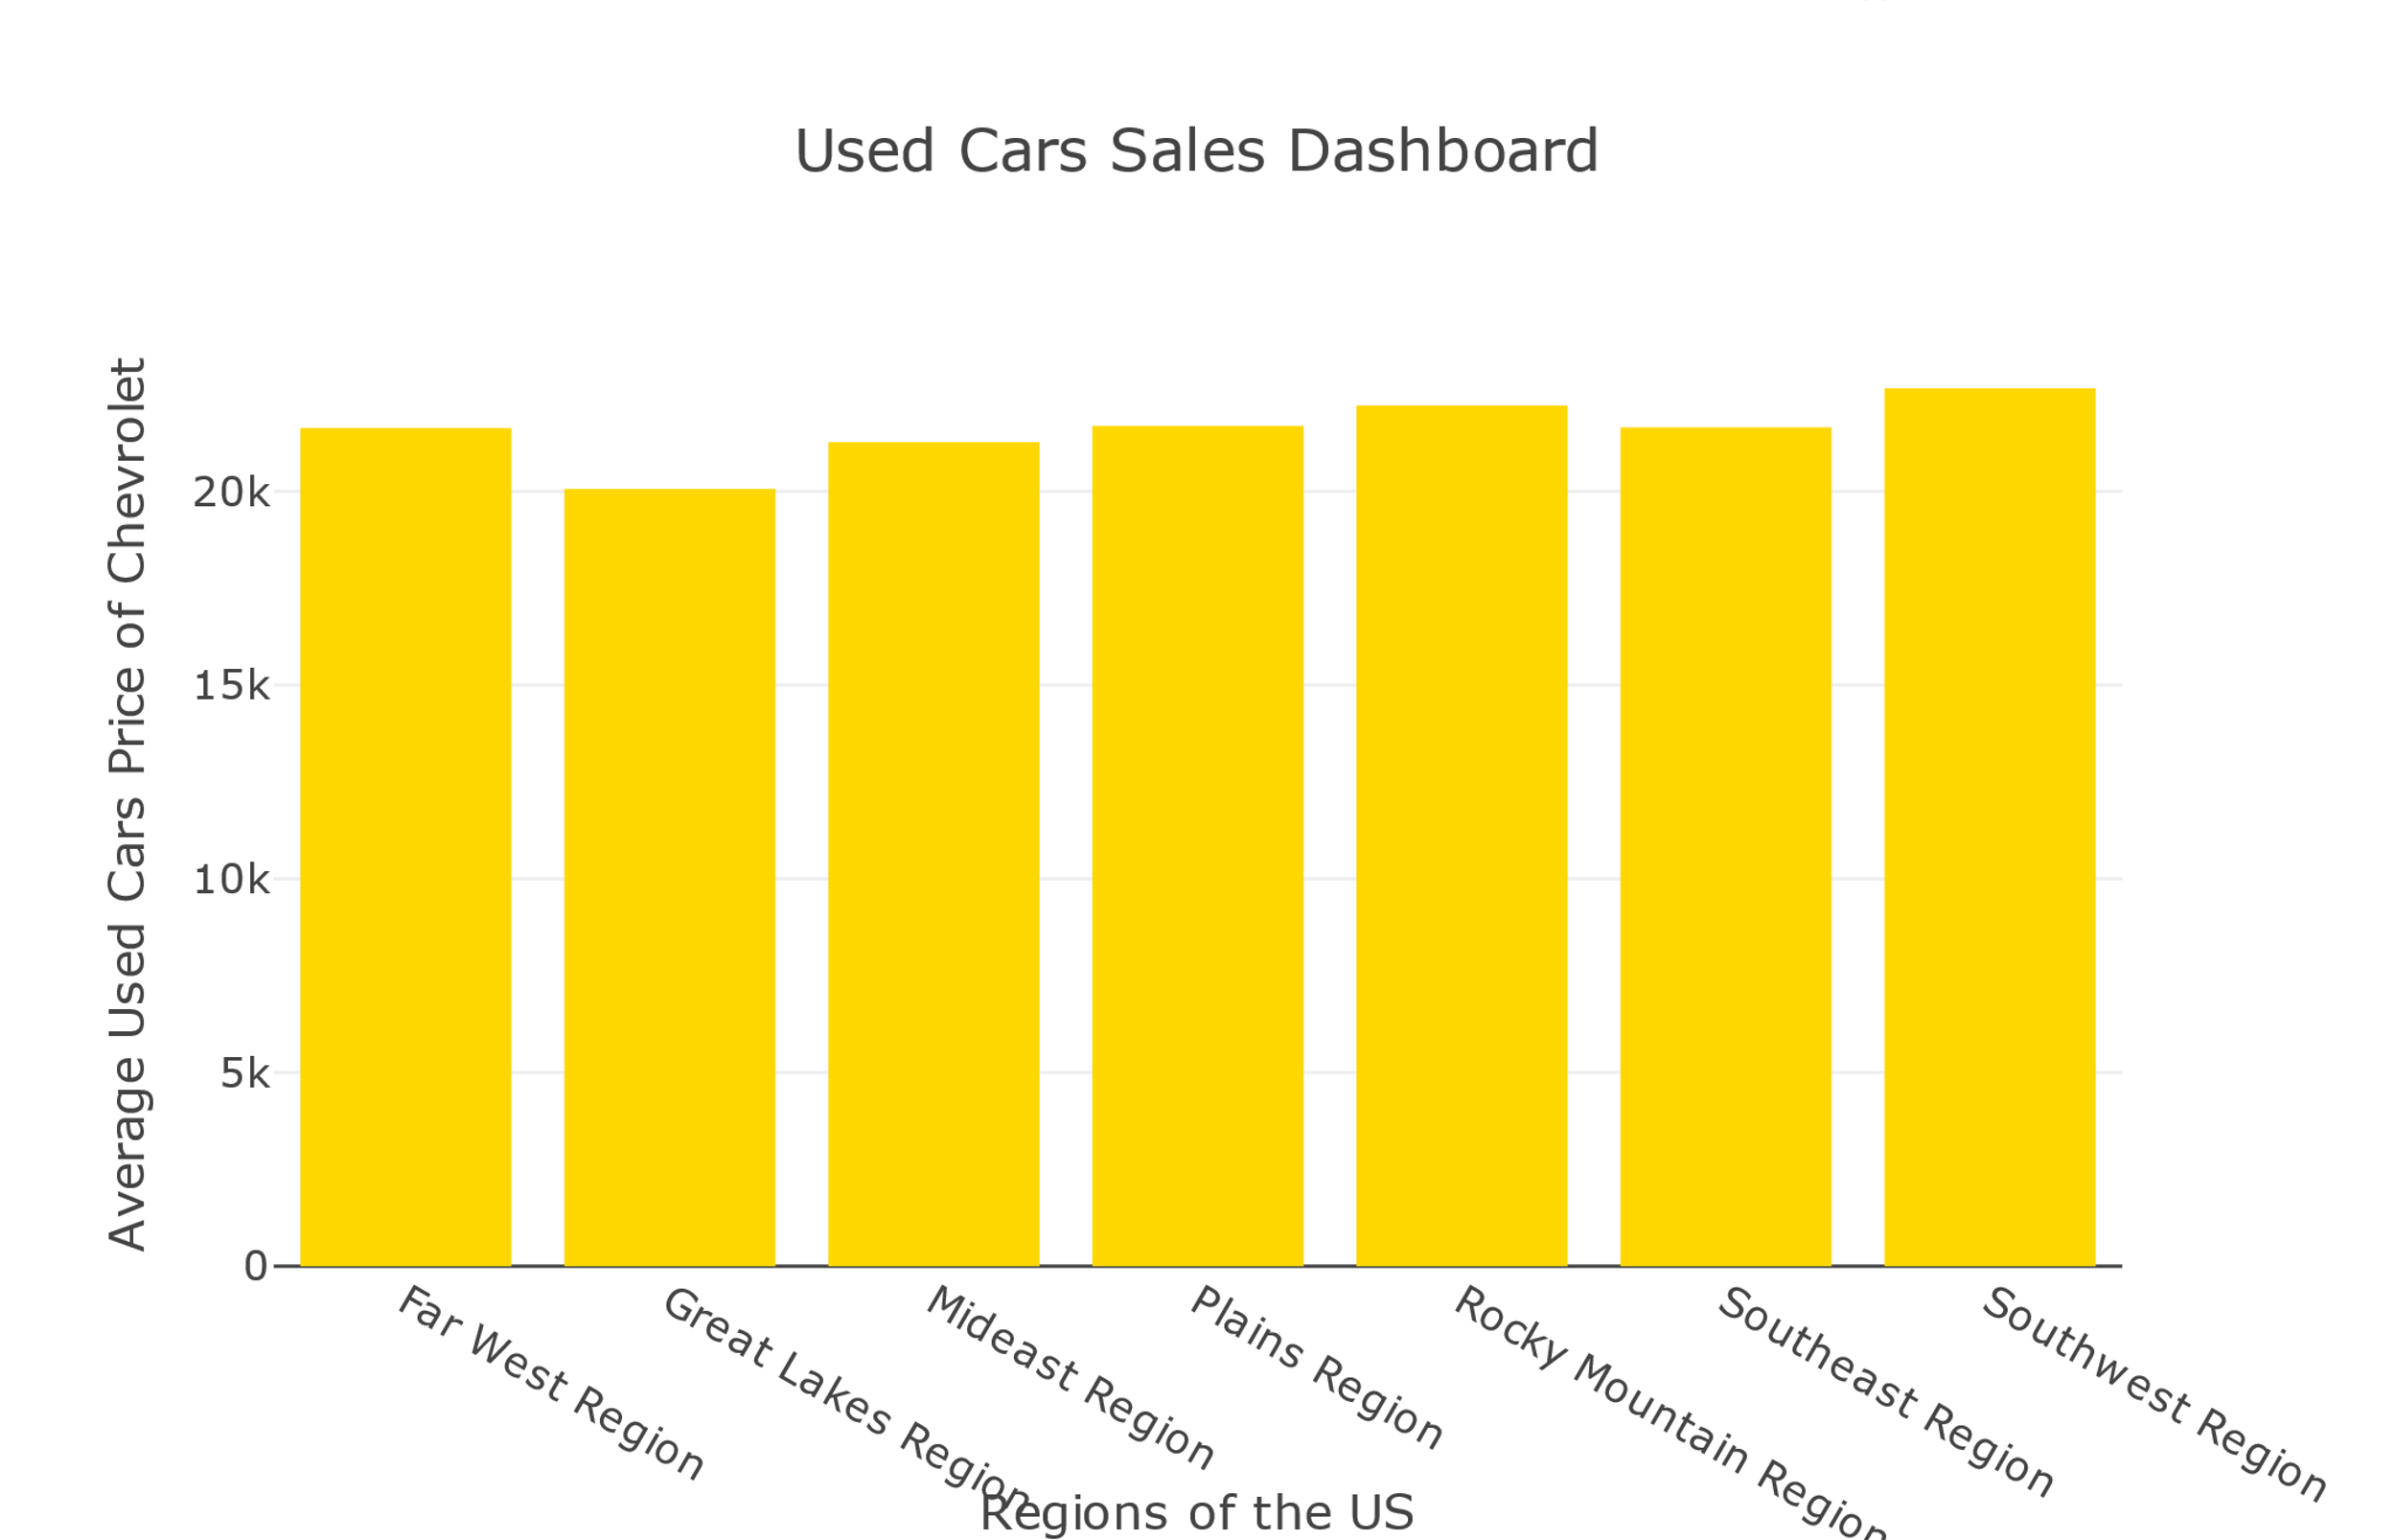 Used Cars Sales Dashboard
Average Used Cars Price of Chevrolet
20k
15k
10k
5k
0
Far West Region
Great Lakes Region
Mideast Region
Plains Region
Rocky Mountain Region
Southeast Region
Southwest Region
Regions of the US